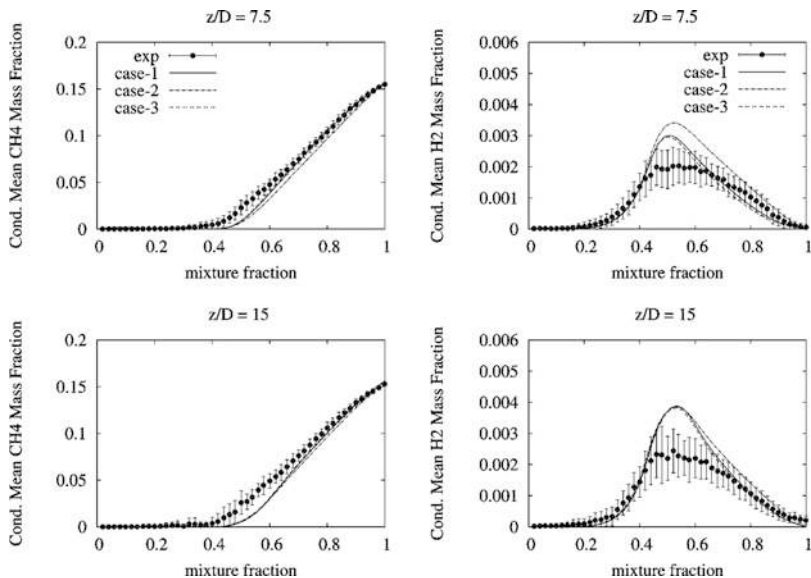 z/D = 7.5
Cond. Mean CH4 Mass Fraction
0.2
0.15
0.1
0.05
0
exp
case-1
case-2
case-3
0 0.2 0.4 0.6 0.8 1
mixture fraction
z/D = 7.5
Cond. Mean H2 Mass Fraction
0.006
0.005
0.004
0.003
0.002
0.001
0
exp
case-1
case-2
case-3
0 0.2 0.4 0.6 0.8 1
mixture fraction
z/D = 15
Cond. Mean CH4 Mass Fraction
0.2
0.15
0.1
0.05
0
0 0.2 0.4 0.6 0.8 1
mixture fraction
z/D = 15
Cond. Mean H2 Mass Fraction
0.006
0.005
0.004
0.003
0.002
0.001
0
0 0.2 0.4 0.6 0.8 1
mixture fraction